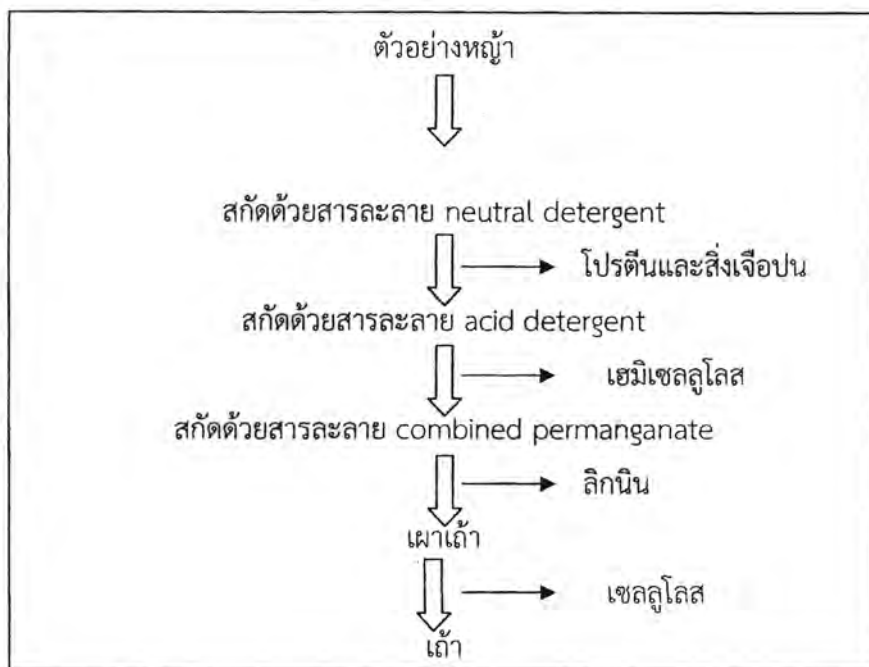 ตัวอย่างหญ้า
สกัดด้วยสารละลาย neutral detergent
โปรตีนและสิ่งเจือปน
สกัดด้วยสารละลาย acid detergent
เฮมิเซลลูโลส
สกัดด้วยสารละลาย combined permanganate
ลิกนิน
เผาเถ้า
เซลลูโลส
เถ้า